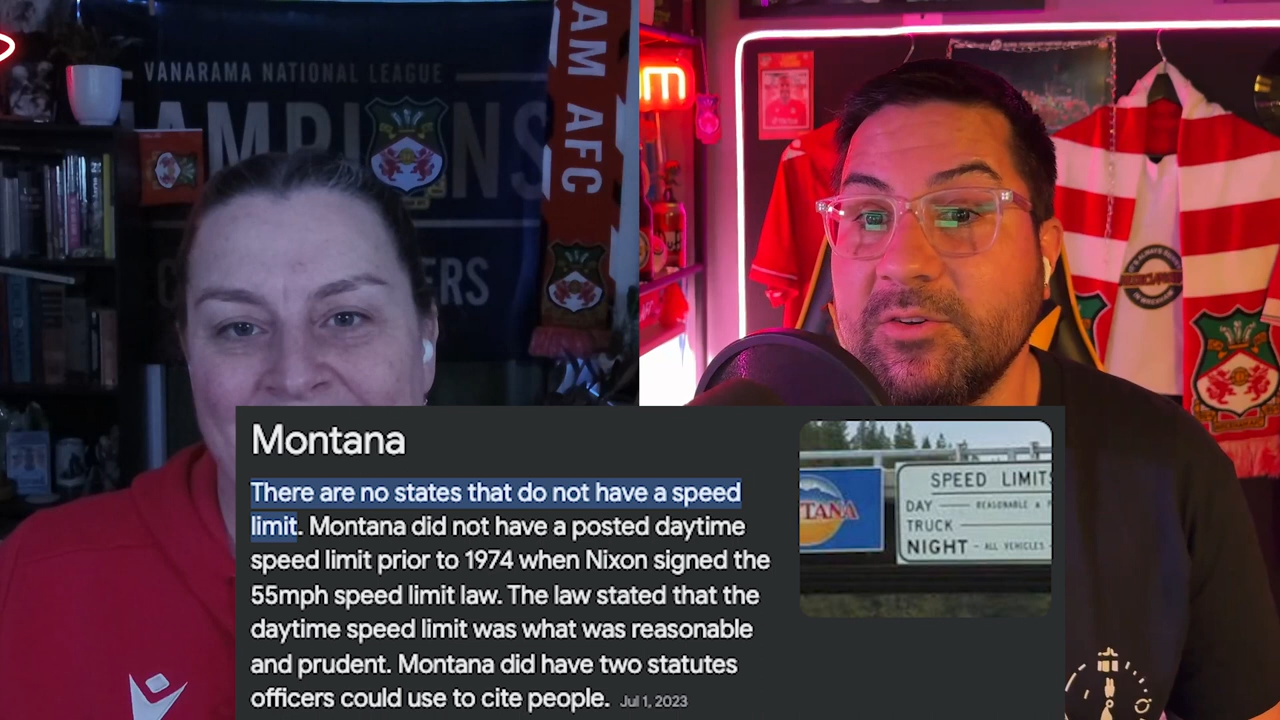 VANARAMA NATIONAL LEAGUE
AM AFC
Montana
There are no states that do not have a speed
limit. Montana did not have a posted daytime
speed limit prior to 1974 when Nixon signed the
55mph speed limit law. The law stated that the
daytime speed limit was what was reasonable
and prudent. Montana did have two statutes
officers could use to cite people. Jul 1, 2023
TANA
SPEED LIMITS
DAY — REASONABLE &
TRUCK
NIGHT - ALL VEHICLES -